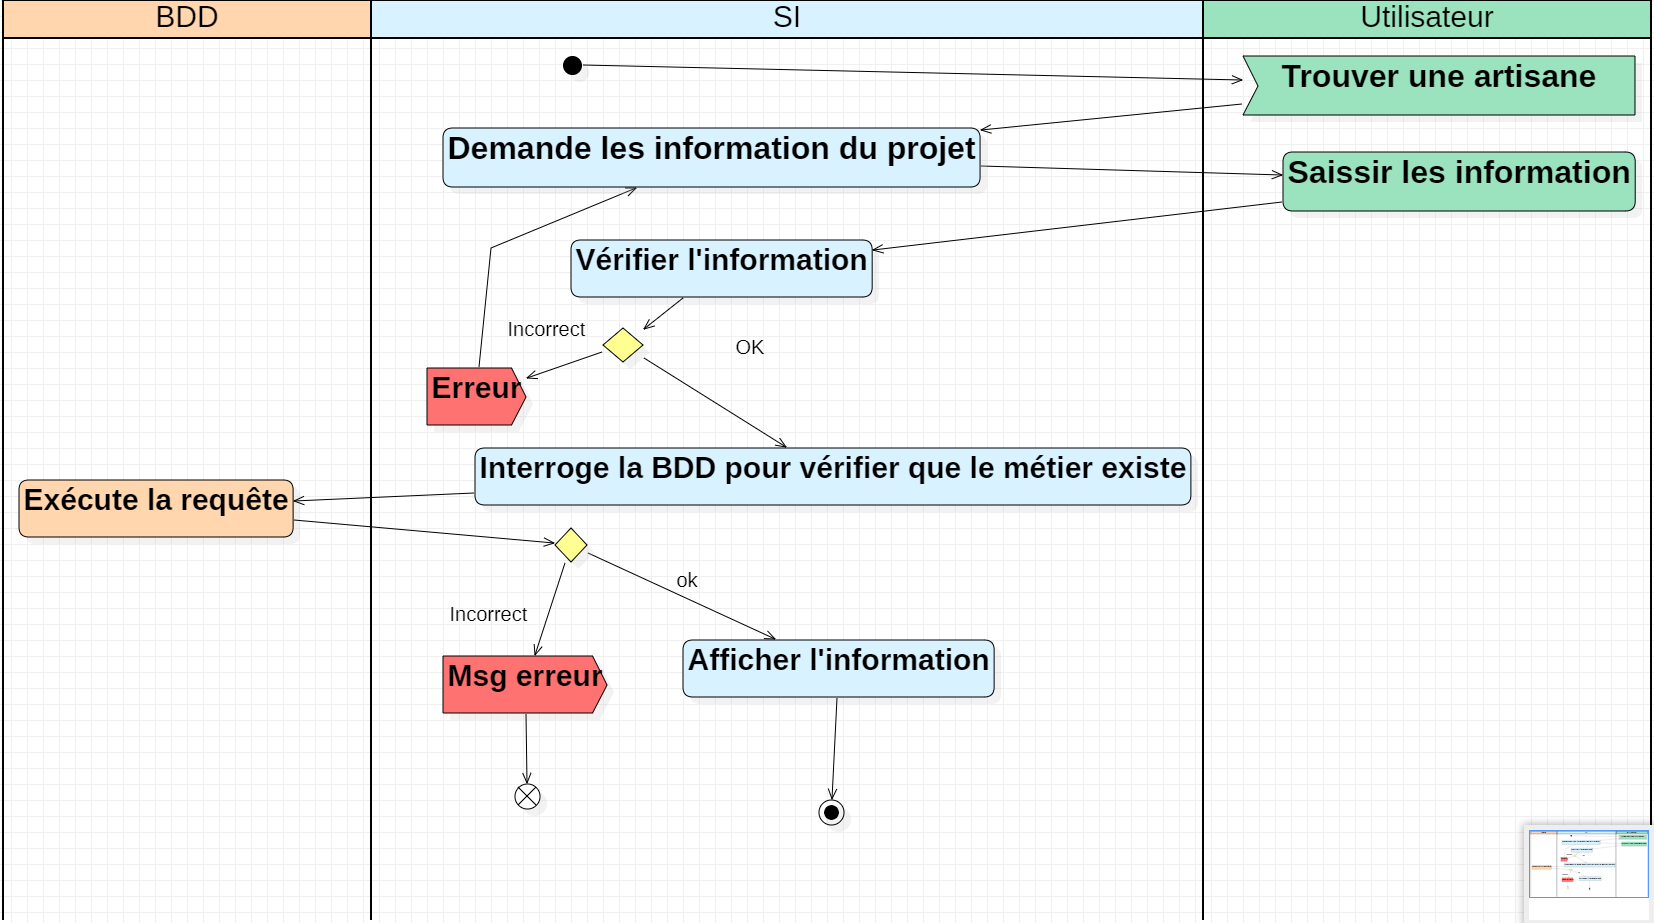 BDD
SI
Utilisateur
Trouver une artisane
Demande les information du projet
Saissir les information
Vérifier l'information
Incorrect
OK
Erreur
Interroge la BDD pour vérifier que le métier existe
Exécute la requête
ok
Incorrect
Afficher l'information
Msg erreur